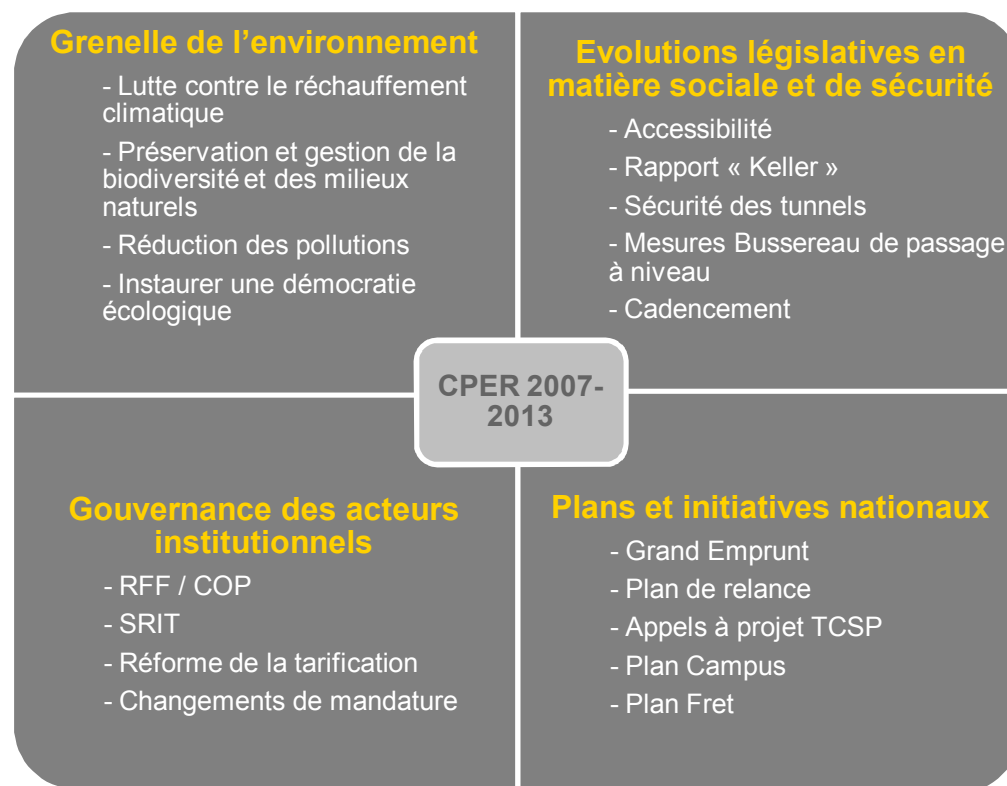 Grenelle de l'environnement
- Lutte contre le réchauffement
climatique
- Préservation et gestion de la
biodiversité et des milieux
naturels
- Réduction des pollutions
- Instaurer une démocratie
écologique
Evolutions législatives en
matière sociale et de sécurité
- Accessibilité
- Rapport « Keller »
- Sécurité des tunnels
- Mesures Bussereau de passage
à niveau
- Cadencement
CPER 2007-
2013
Gouvernance des acteurs
institutionnels
- RFF / COP
- SRIT
- Réforme de la tarification
- Changements de mandature
Plans et initiatives nationaux
- Grand Emprunt
- Plan de relance
- Appels à projet TCSP
- Plan Campus
- Plan Fret